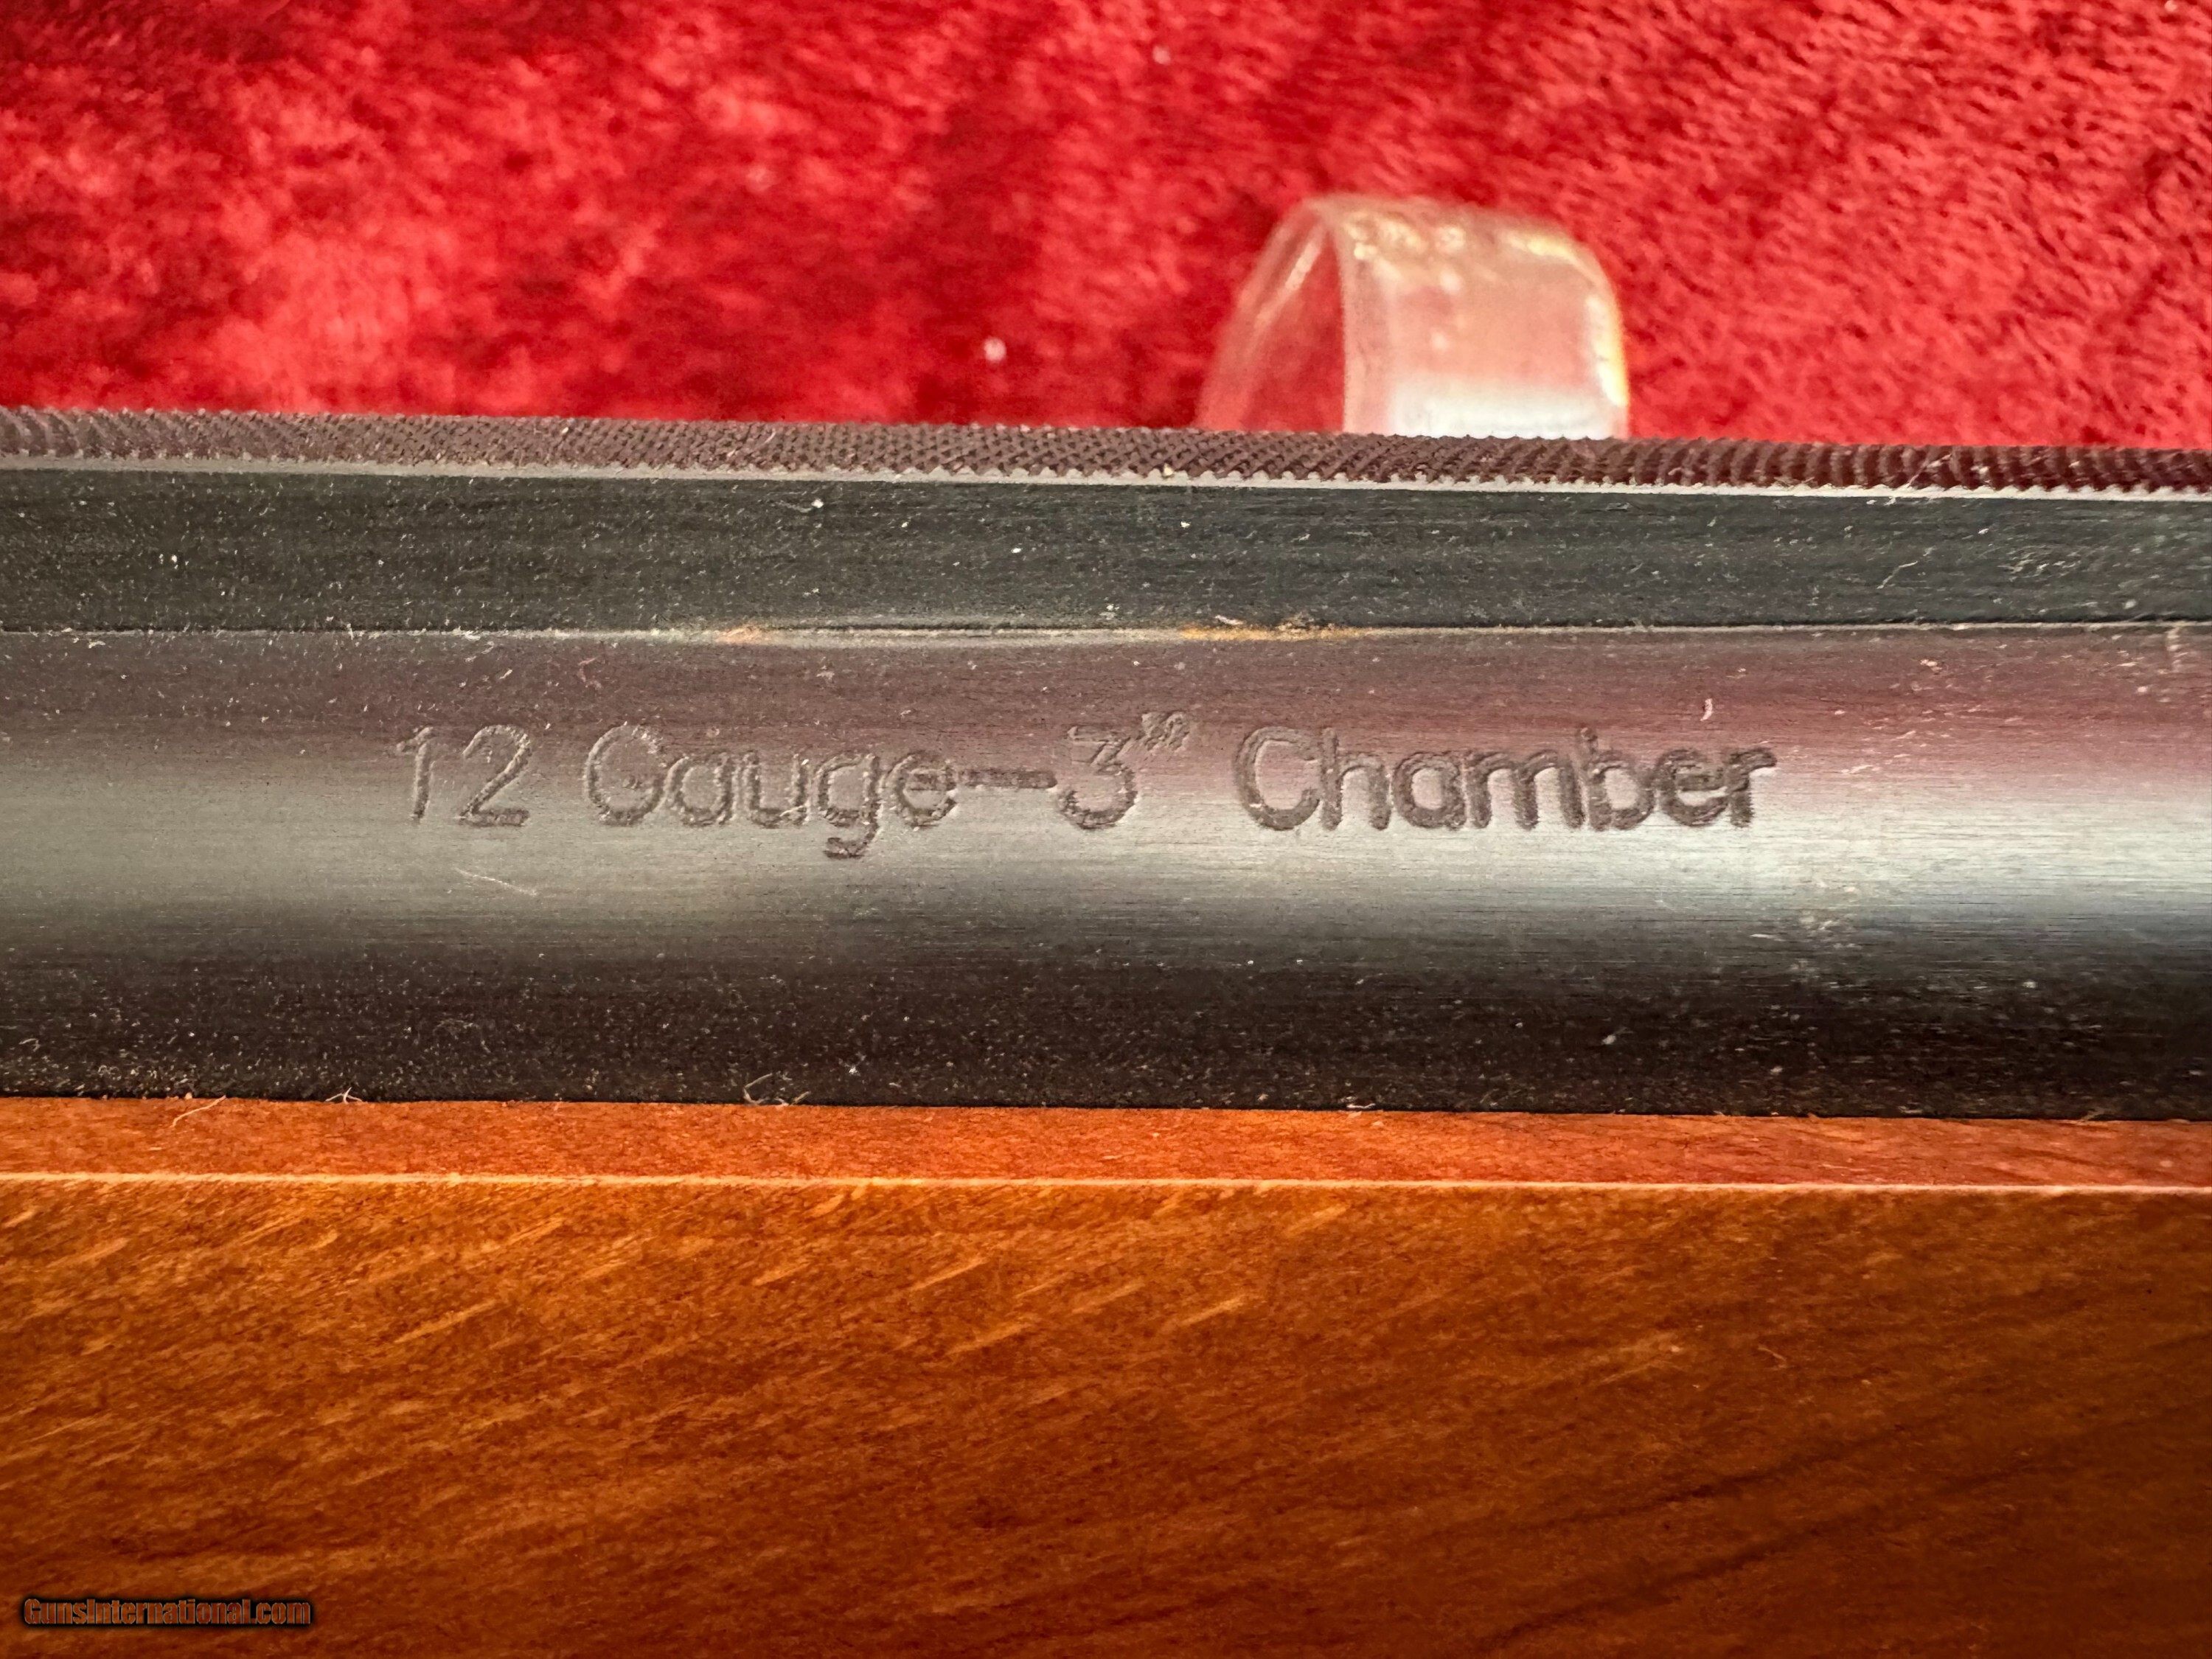 12 Gauge-3" Chamber
GunsInternational.com